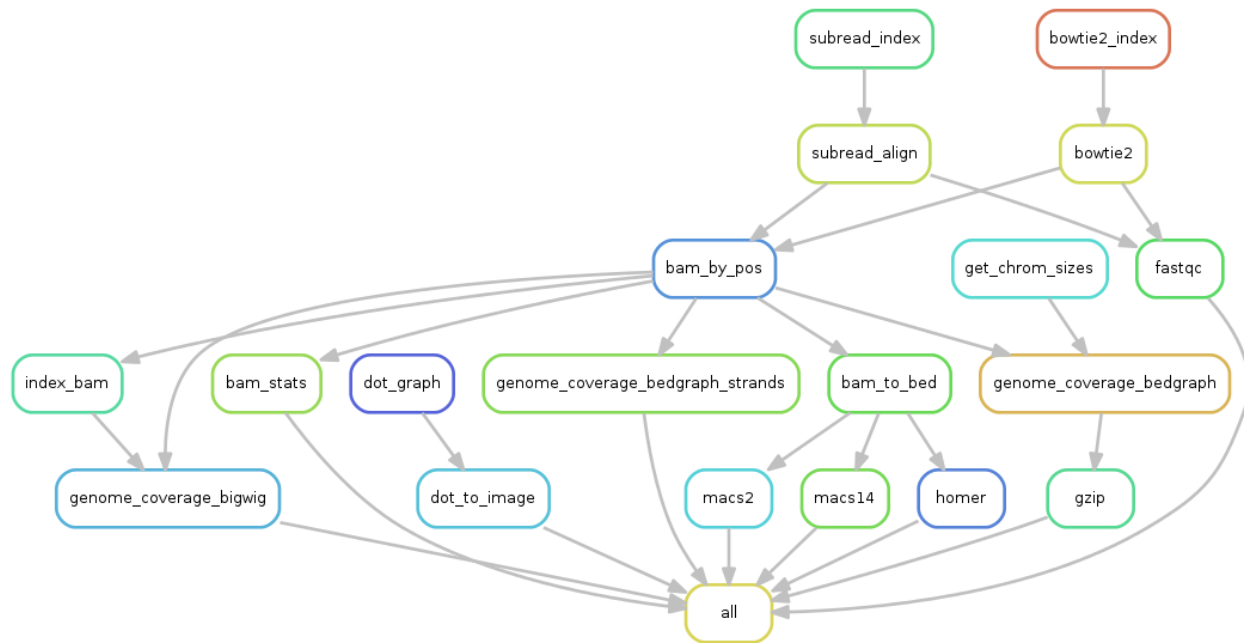 subread_index
bowtie2_index
subread_align
bowtie2
bam_by_pos
get_chrom_sizes
fastqc
index_bam
bam_stats
dot_graph
genome_coverage_bedgraph_strands
bam_to_bed
genome_coverage_bedgraph
genome_coverage_bigwig
dot_to_image
macs2
macs14
homer
gzip
all